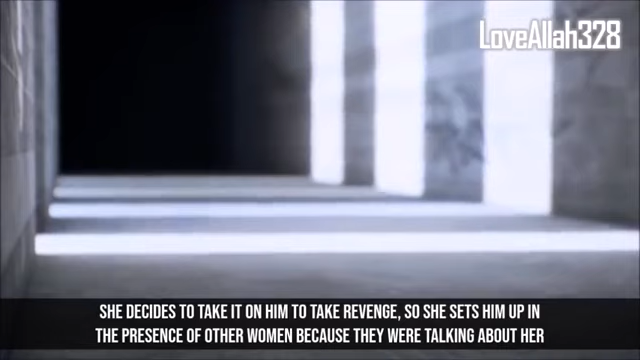 LoveAllah328
SHE DECIDES TO TAKE IT ON HIM TO TAKE REVENGE, SO SHE SETS HIM UP IN
THE PRESENCE OF OTHER WOMEN BECAUSE THEY WERE TALKING ABOUT HER